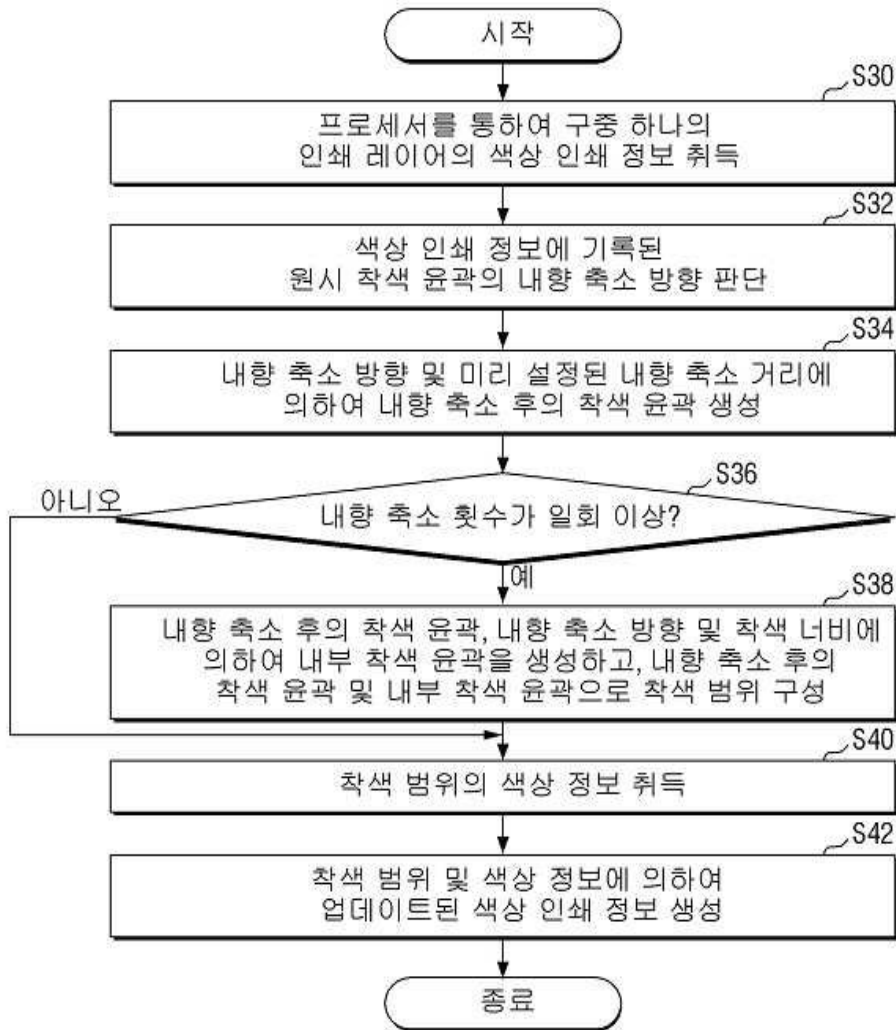 시작
S30
프로세서를 통하여 구중 하나의
인쇄 레이어의 색상 인쇄 정보 취득
S32
색상 인쇄 정보에 기록된
원시 착색 윤곽의 내향 축소 방향 판단
S34
내향 축소 방향 및 미리 설정된 내향 축소 거리에
의하여 내향 축소 후의 착색 윤곽 생성
S36
아니오
내향 축소 횟수가 일회 이상?
예
S38
내향 축소 후의 착색 윤곽, 내향 축소 방향 및 착색 너비에
의하여 내부 착색 윤곽을 생성하고, 내향 축소 후의
착색 윤곽 및 내부 착색 윤곽으로 착색 범위 구성
S40
착색 범위의 색상 정보 취득
S42
착색 범위 및 색상 정보에 의하여
업데이트된 색상 인쇄 정보 생성
종료